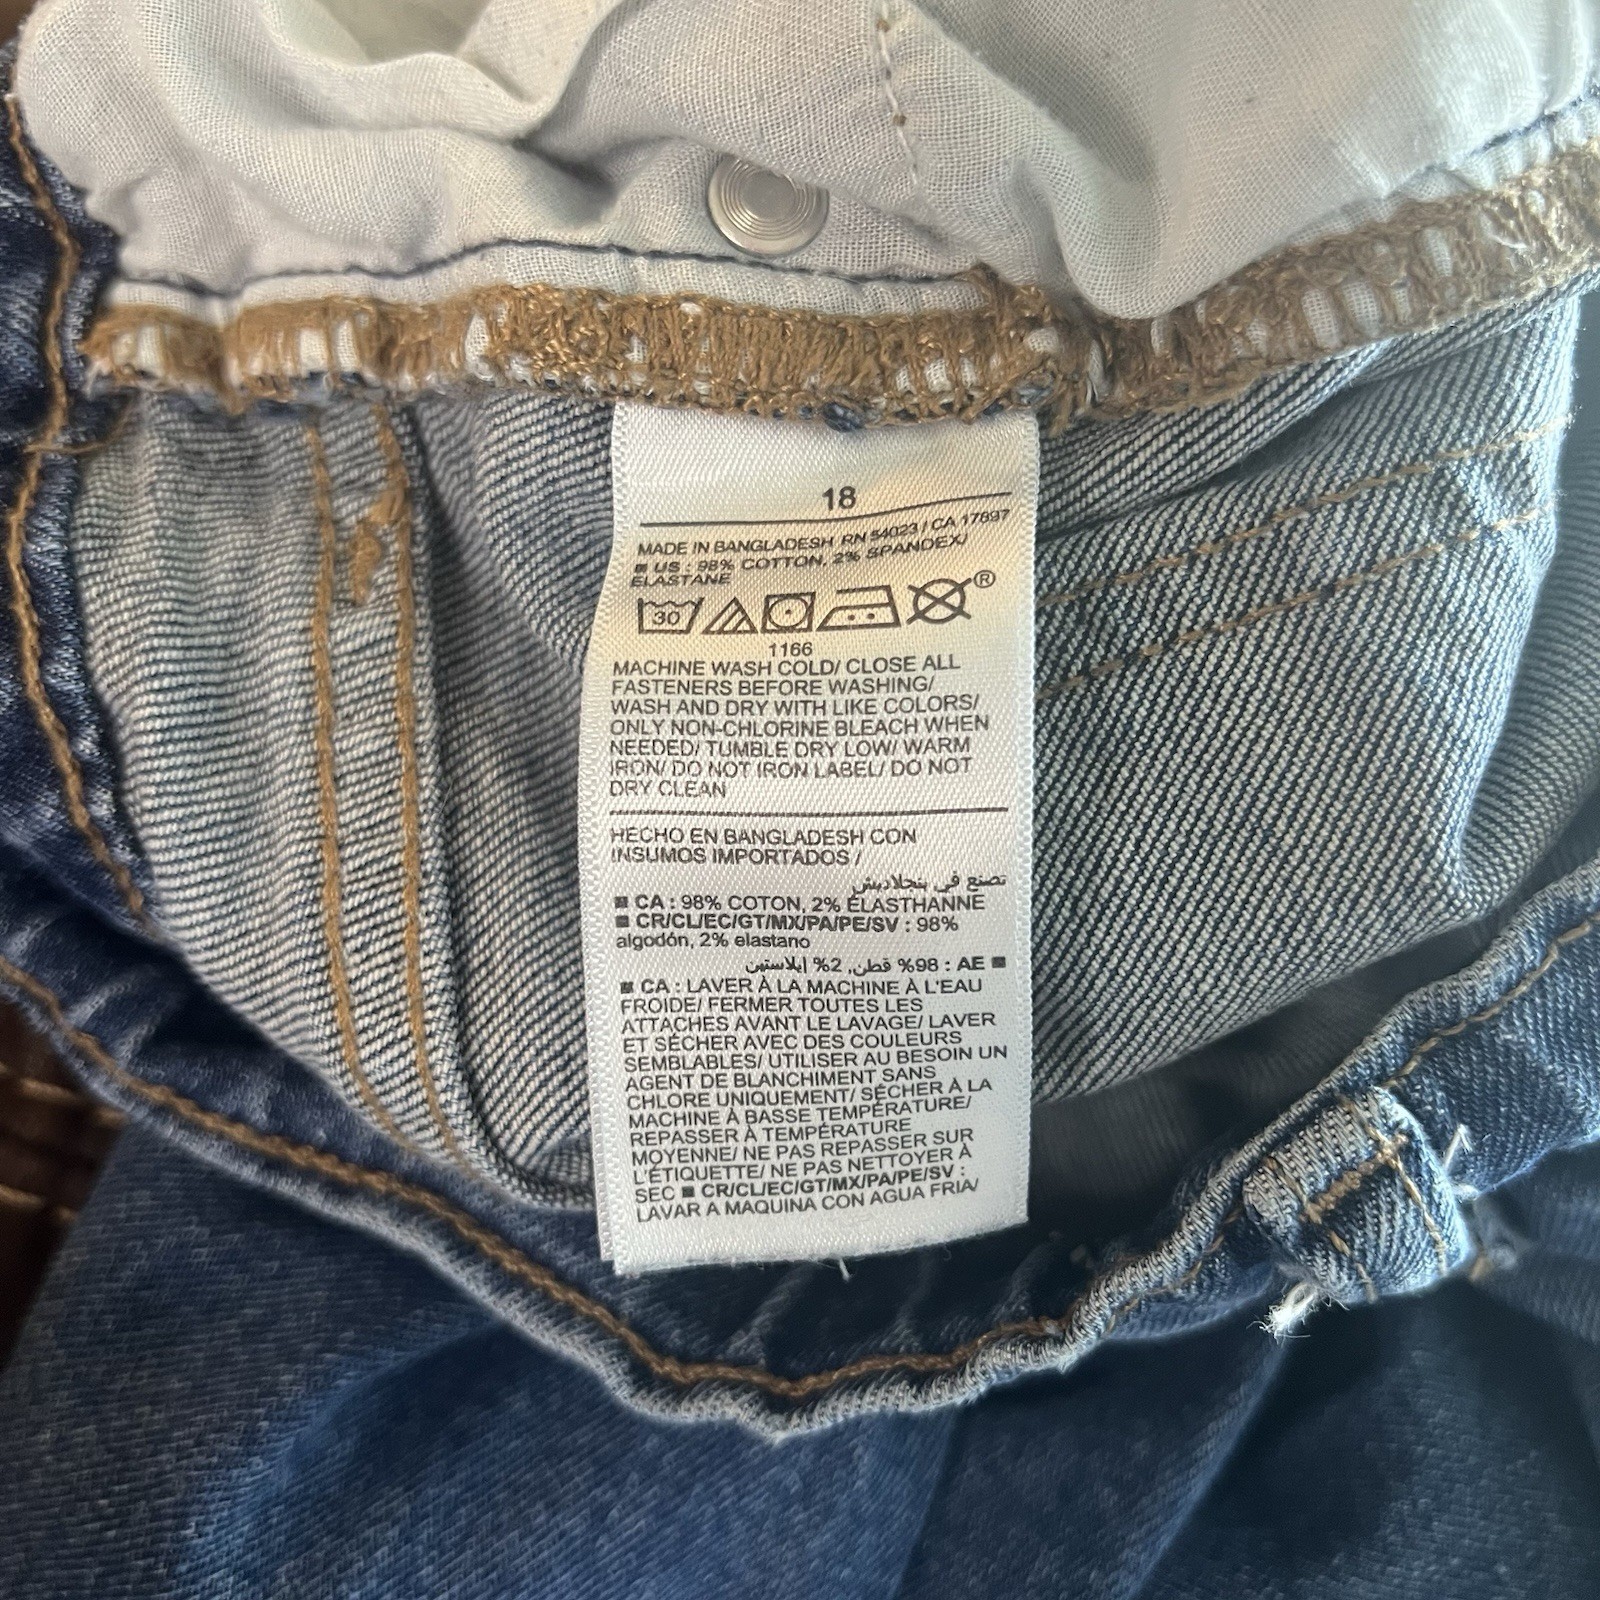 18
MADE IN BANGLADESH RN 54023 / CA 17897
■ US : 98% COTTON, 2% SPANDEX/
ELASTANE
30
®
1166
MACHINE WASH COLD/ CLOSE ALL
FASTENERS BEFORE WASHING/
WASH AND DRY WITH LIKE COLORS/
ONLY NON-CHLORINE BLEACH WHEN
NEEDED/ TUMBLE DRY LOW/ WARM
IRON/ DO NOT IRON LABEL/ DO NOT
DRY CLEAN
HECHO EN BANGLADESH CON
INSUMOS IMPORTADOS /
تصنع في بنجلاديش
■ CA : 98% COTON, 2% ÉLASTHANNE
■ CR/CL/EC/GT/MX/PA/PE/SV : 98%
algodón, 2% elastano
■ AE : 98% قطن, 2% إيلاستين
■ CA : LAVER À LA MACHINE À L'EAU
FROIDE/ FERMER TOUTES LES
ATTACHES AVANT LE LAVAGE/ LAVER
ET SÉCHER AVEC DES COULEURS
SEMBLABLES/ UTILISER AU BESOIN UN
AGENT DE BLANCHIMENT SANS
CHLORE UNIQUEMENT/ SÉCHER À LA
MACHINE À BASSE TEMPÉRATURE/
REPASSER À TEMPÉRATURE
MOYENNE/ NE PAS REPASSER SUR
L'ÉTIQUETTE/ NE PAS NETTOYER À
SEC ■ CR/CL/EC/GT/MX/PA/PE/SV :
LAVAR A MAQUINA CON AGUA FRIA/